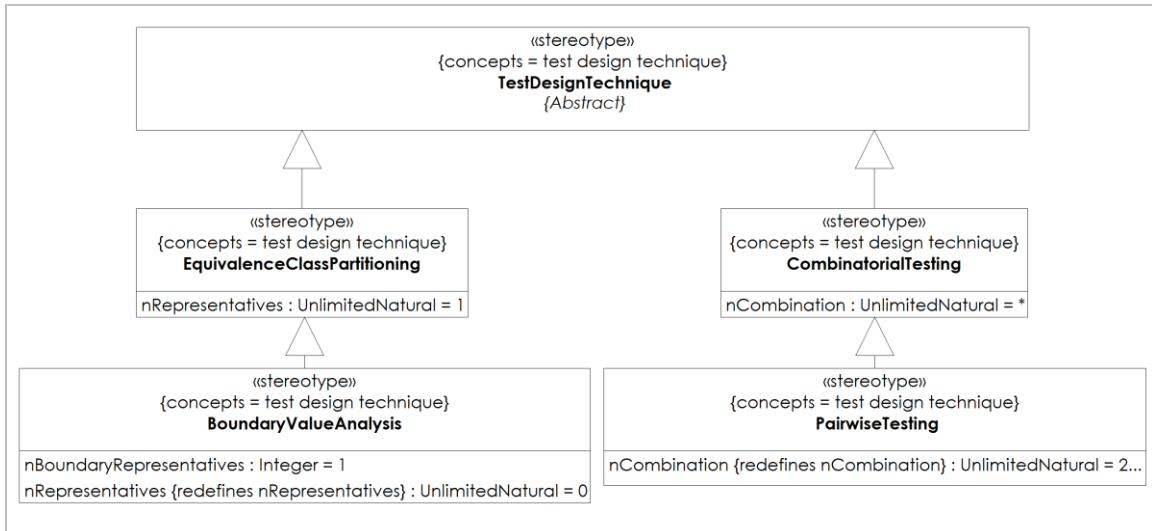 «stereotype»
{concepts = test design technique}
TestDesignTechnique
{Abstract}
«stereotype»
{concepts = test design technique}
EquivalenceClassPartitioning
nRepresentatives : UnlimitedNatural = 1
«stereotype»
{concepts = test design technique}
CombinatorialTesting
nCombination : UnlimitedNatural = *
«stereotype»
{concepts = test design technique}
BoundaryValueAnalysis
nBoundaryRepresentatives : Integer = 1
nRepresentatives {redefines nRepresentatives} : UnlimitedNatural = 0
«stereotype»
{concepts = test design technique}
PairwiseTesting
nCombination {redefines nCombination} : UnlimitedNatural = 2...